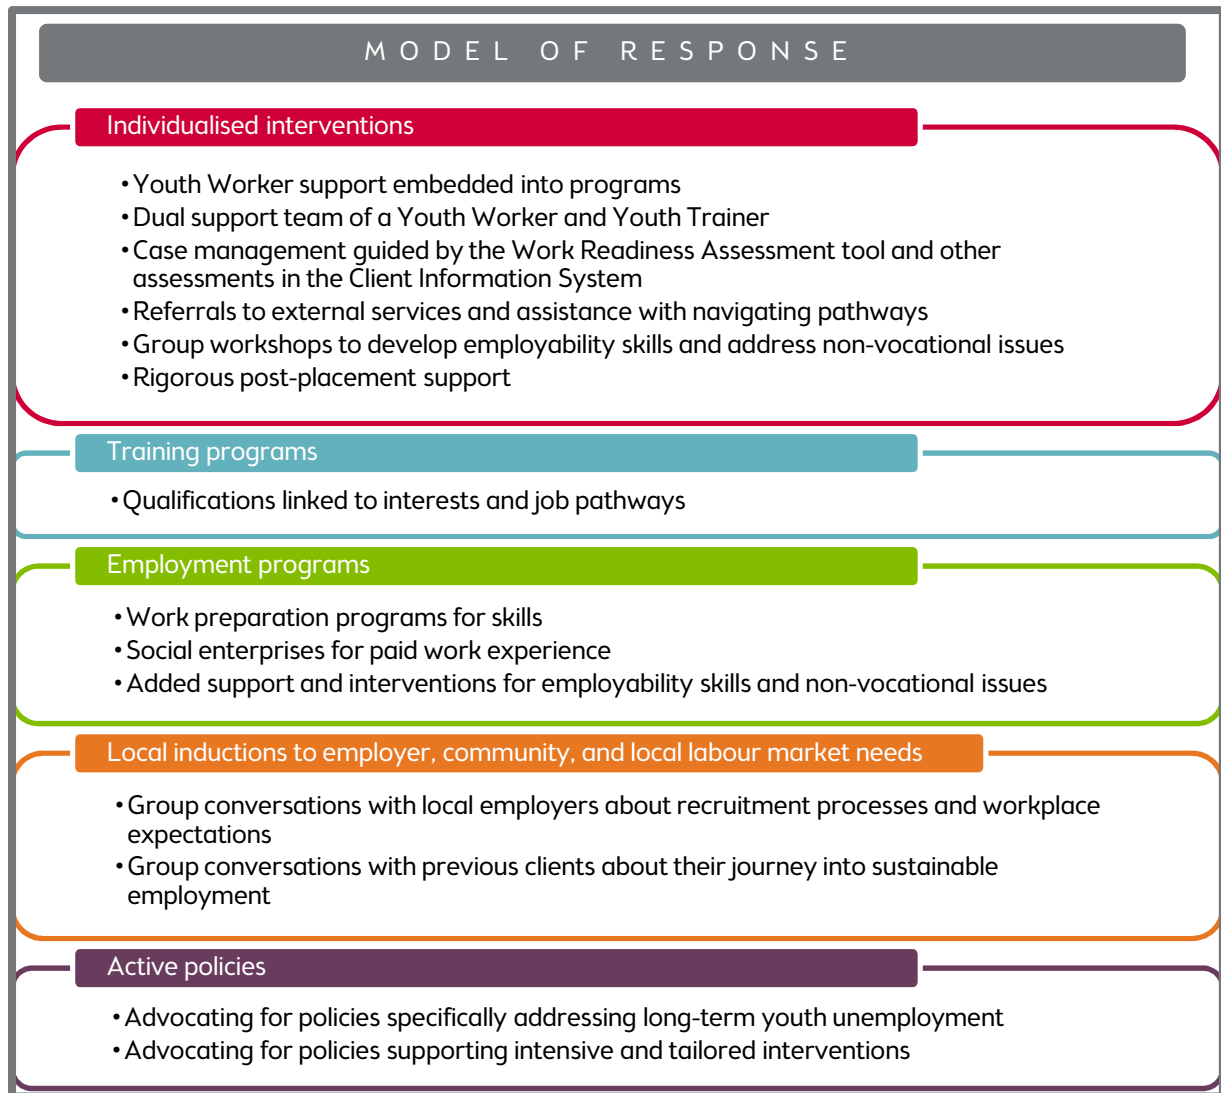 MODEL OF RESPONSE
Individualised interventions
•Youth Worker support embedded into programs
•Dual support team of a Youth Worker and Youth Trainer
•Case management guided by the Work Readiness Assessment tool and other
assessments in the Client Information System
•Referrals to external services and assistance with navigating pathways
•Group workshops to develop employability skills and address non-vocational issues
•Rigorous post-placement support
Training programs
•Qualifications linked to interests and job pathways
Employment programs
•Work preparation programs for skills
•Social enterprises for paid work experience
•Added support and interventions for employability skills and non-vocational issues
Local inductions to employer, community, and local labour market needs
•Group conversations with local employers about recruitment processes and workplace
expectations
•Group conversations with previous clients about their journey into sustainable
employment
Active policies
•Advocating for policies specifically addressing long-term youth unemployment
•Advocating for policies supporting intensive and tailored interventions